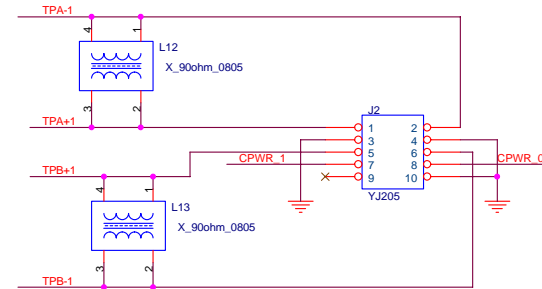 TPA-1
4 1
L12
X_90ohm_0805
3 2
TPA+1
J2
1 2
3 4
5 6
7 8
9 10
YJ205
CPWR_1
CPWR_0
TPB+1
4 1
L13
X_90ohm_0805
3 2
TPB-1